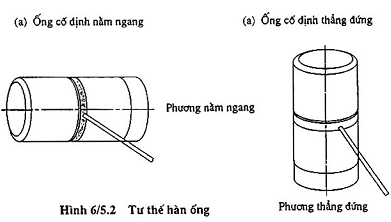 (a) Ống cố định nằm ngang
(a) Ống cố định thẳng đứng
Phương nằm ngang
Hình 6/5.2 Tư thế hàn ống
Phương thẳng đứng